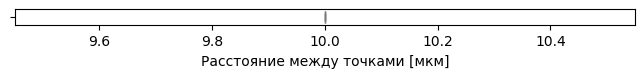 9.6 9.8 10.0 10.2 10.4
Расстояние между точками [мкм]